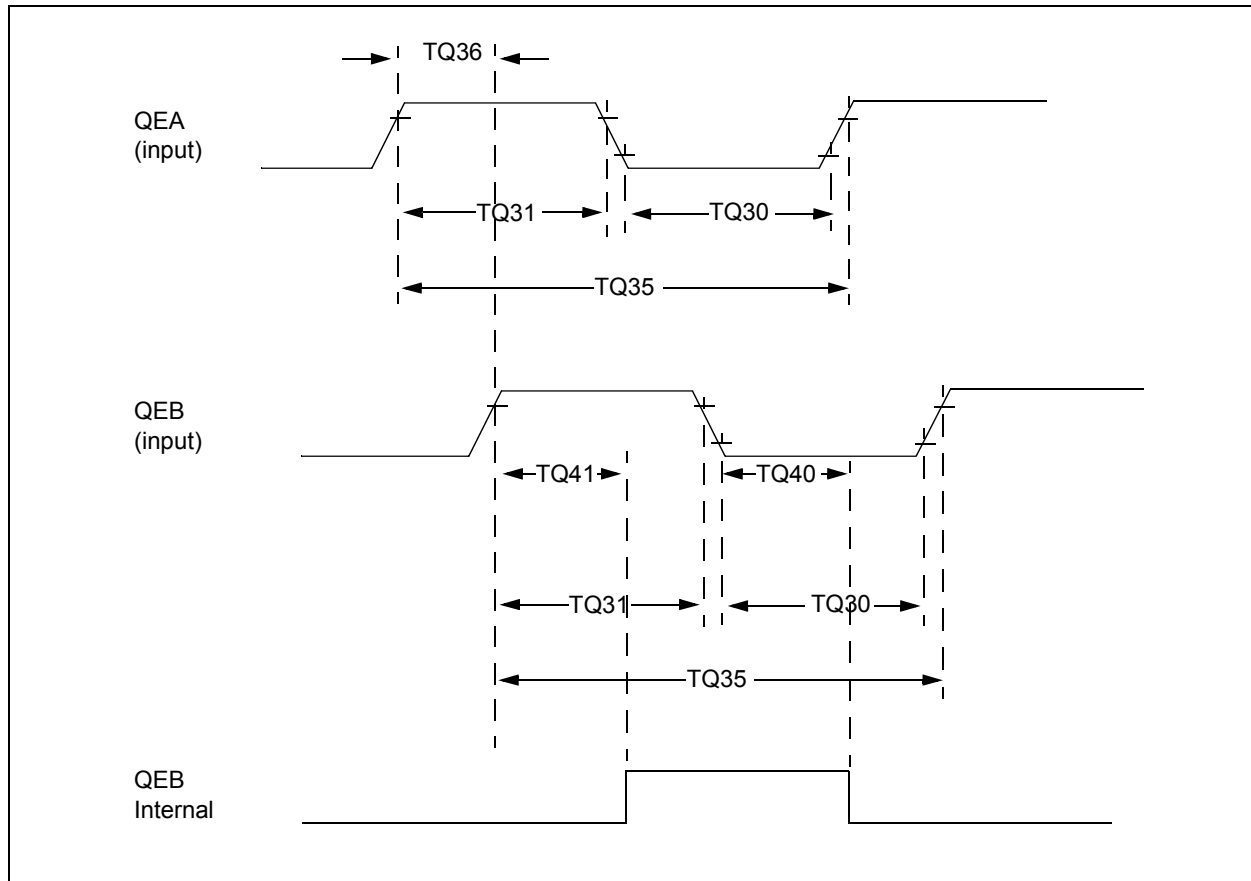 TQ36
QEA
(input)
TQ31
TQ30
TQ35
QEB
(input)
TQ41
TQ40
TQ31
TQ30
TQ35
QEB
Internal